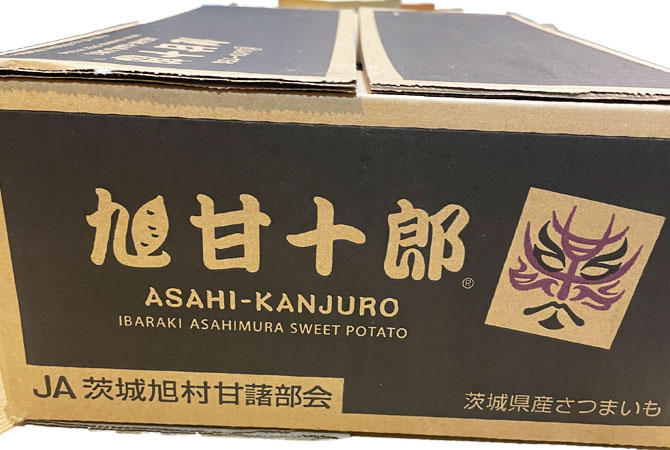 旭甘十郎®
ASAHI-KANJURO
IBARAKI ASAHIMURA SWEET POTATO
JA 茨城旭村甘藷部会
茨城県産さつまいも